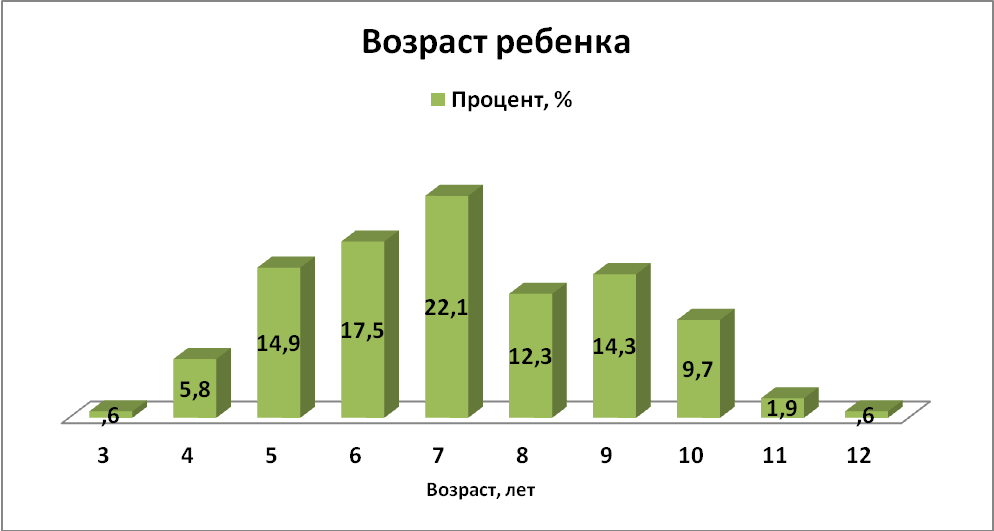 Возраст ребенка
Процент, %
,6
5,8
14,9
17,5
22,1
12,3
14,3
9,7
1,9
,6
3 4 5 6 7 8 9 10 11 12
Возраст, лет